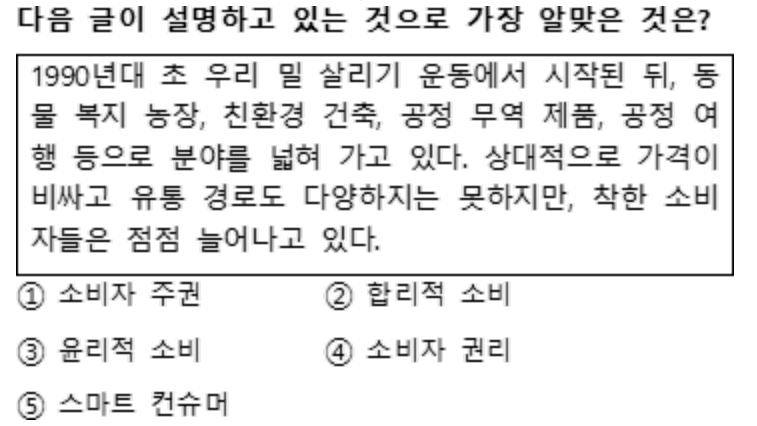 다음 글이 설명하고 있는 것으로 가장 알맞은 것은?
1990년대 초 우리 밀 살리기 운동에서 시작된 뒤, 동
물 복지 농장, 친환경 건축, 공정 무역 제품, 공정 여
행 등으로 분야를 넓혀 가고 있다. 상대적으로 가격이
비싸고 유통 경로도 다양하지는 못하지만, 착한 소비
자들은 점점 늘어나고 있다.
① 소비자 주권 ② 합리적 소비
③ 윤리적 소비 ④ 소비자 권리
⑤ 스마트 컨슈머